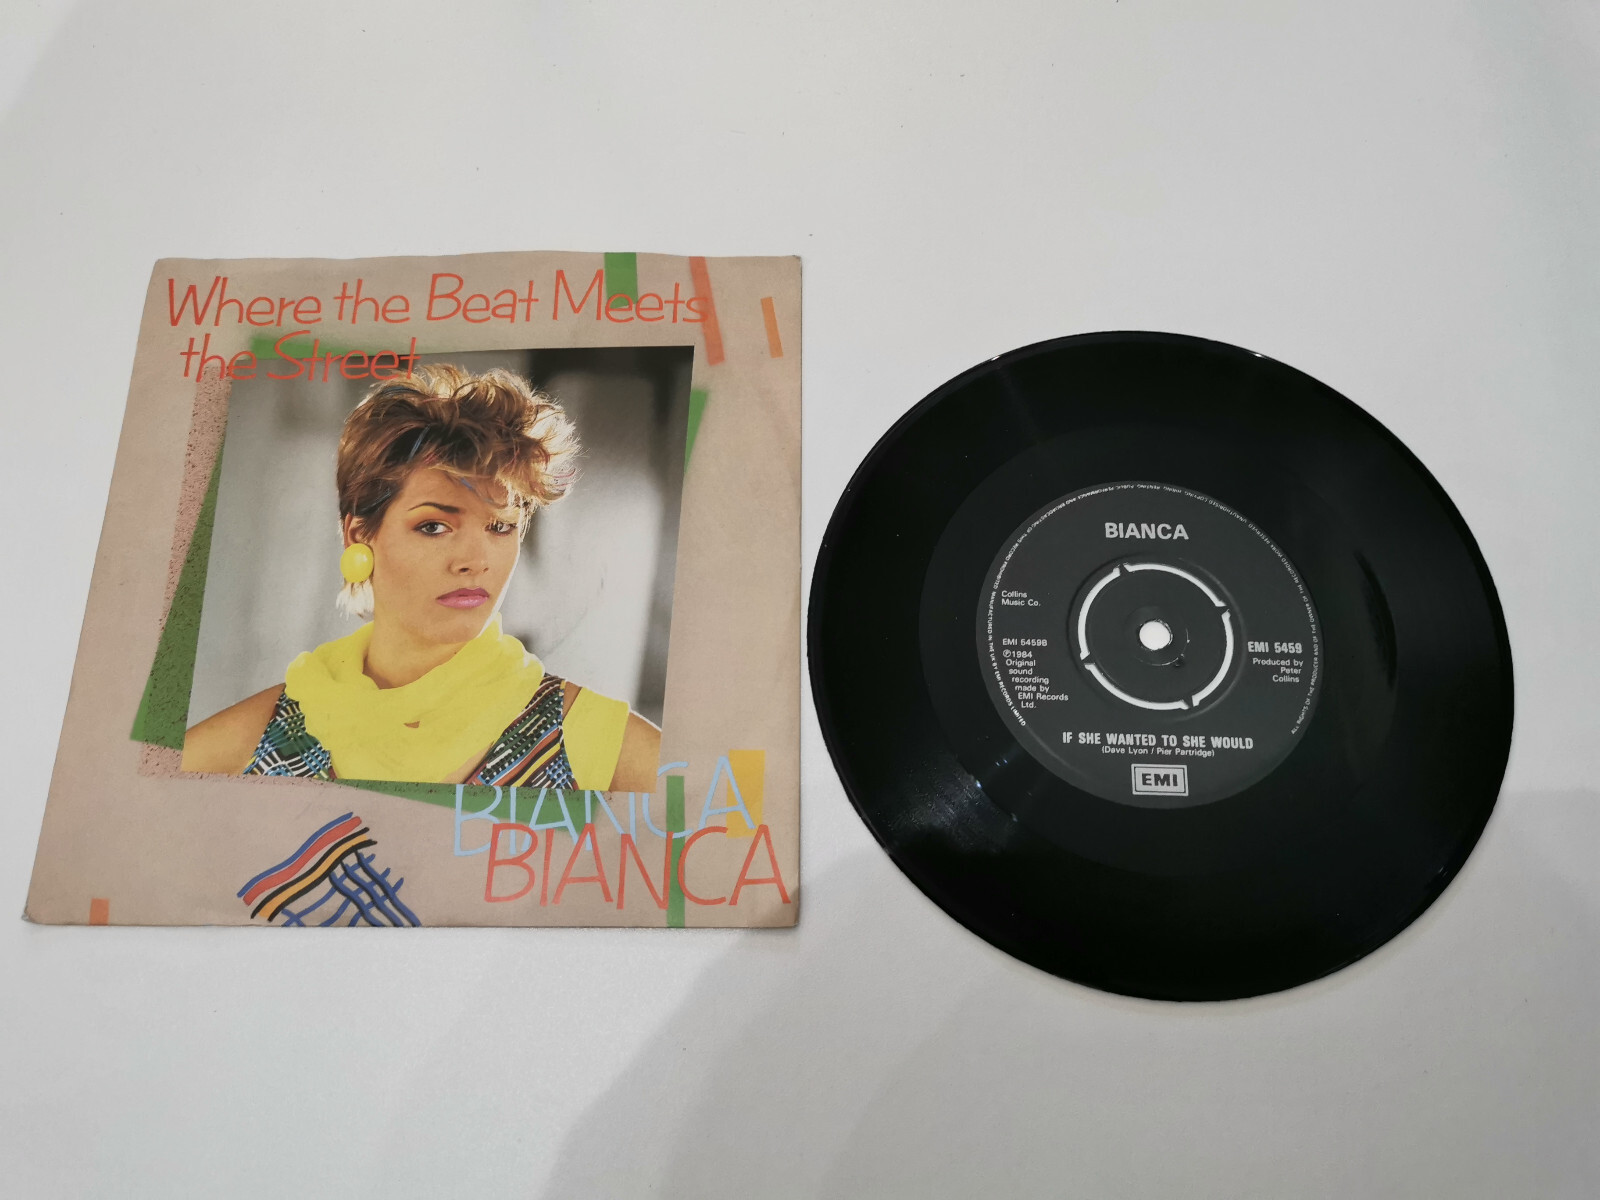 Where the Beat Meets
the Street
BIANCA
BIANCA
BIANCA
Collins
Music Co.
EMI 5459B
℗1984
Original
sound
recording
made by
EMI Records
Ltd.
EMI 5459
Produced by
Peter
Collins
IF SHE WANTED TO SHE WOULD
(Dave Lyon / Pier Partridge)
EMI